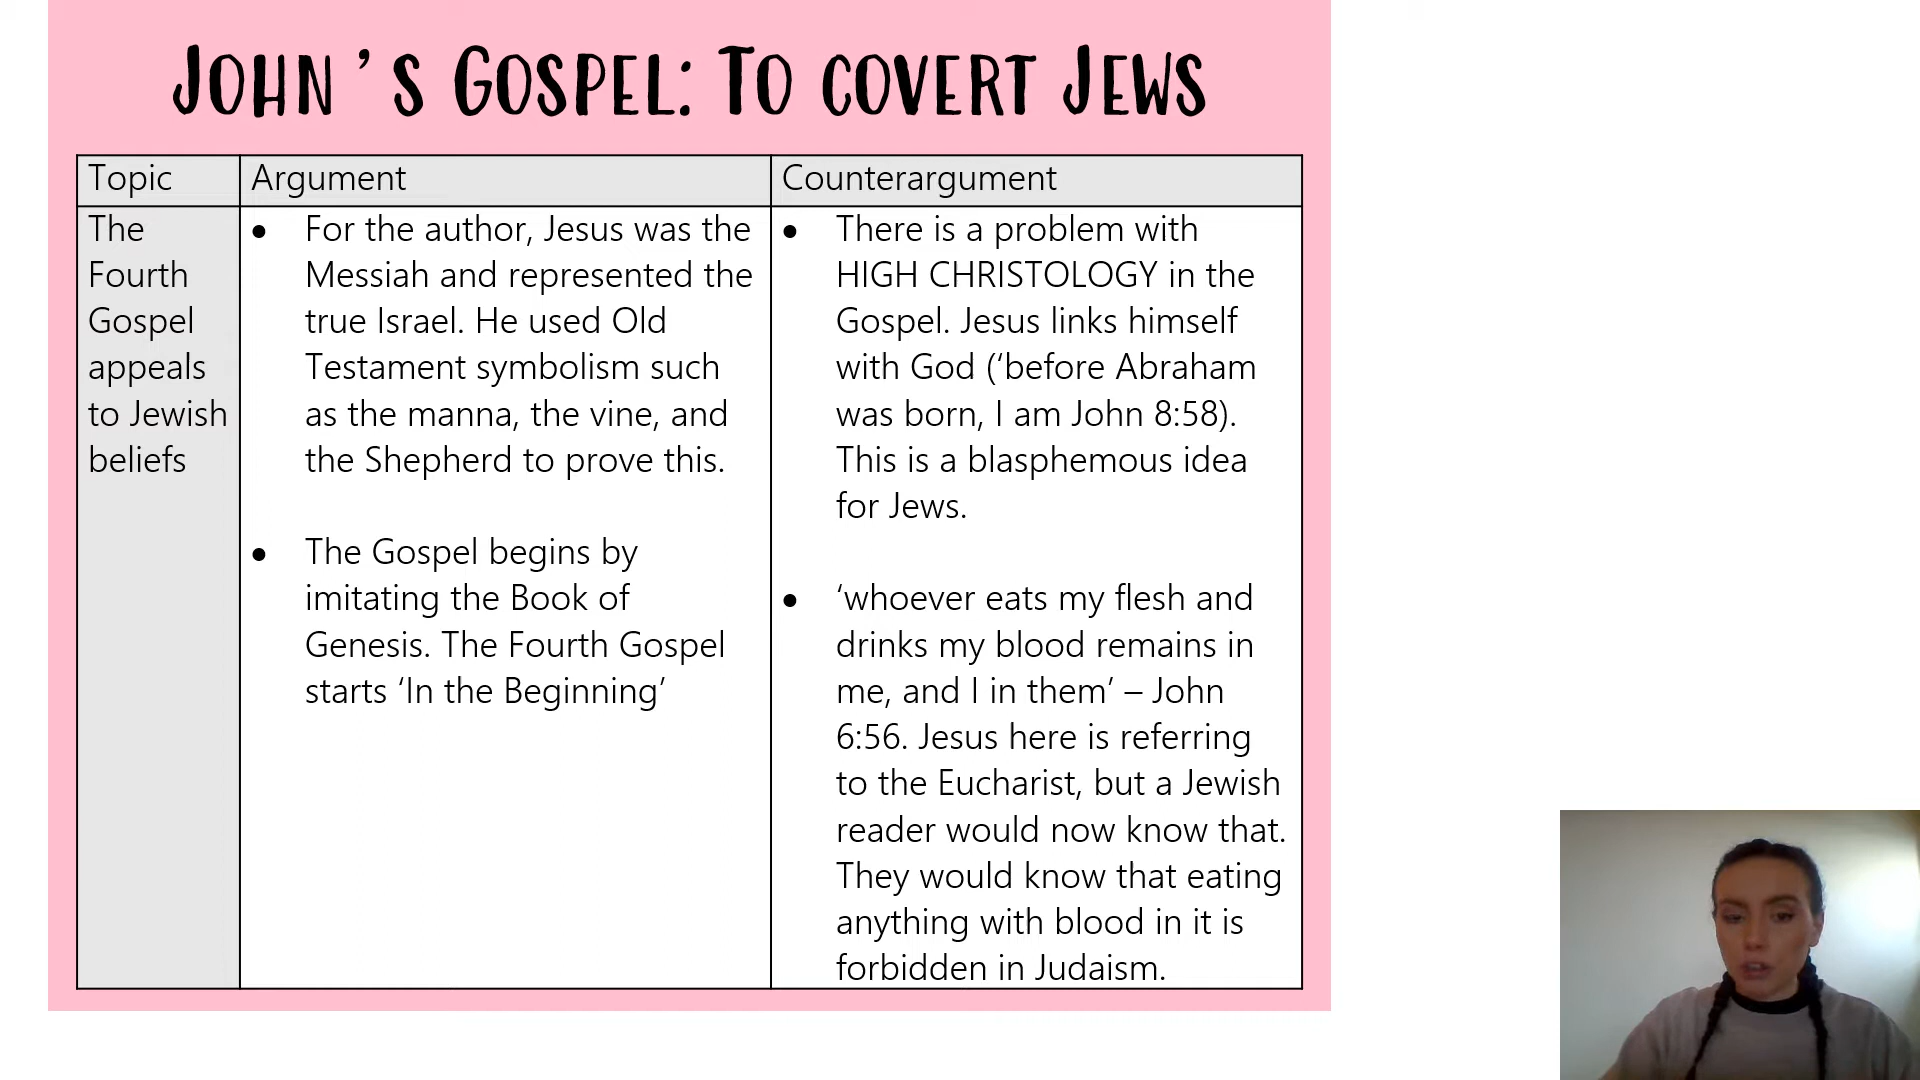 JOHN'S GOSPEL: TO COVERT JEWS
Topic
Argument
Counterargument
The
Fourth
Gospel
appeals
to Jewish
beliefs
• For the author, Jesus was the
Messiah and represented the
true Israel. He used Old
Testament symbolism such
as the manna, the vine, and
the Shepherd to prove this.
• The Gospel begins by
imitating the Book of
Genesis. The Fourth Gospel
starts ‘In the Beginning’
• There is a problem with
HIGH CHRISTOLOGY in the
Gospel. Jesus links himself
with God (‘before Abraham
was born, I am John 8:58).
This is a blasphemous idea
for Jews.
• ‘whoever eats my flesh and
drinks my blood remains in
me, and I in them’ – John
6:56. Jesus here is referring
to the Eucharist, but a Jewish
reader would now know that.
They would know that eating
anything with blood in it is
forbidden in Judaism.